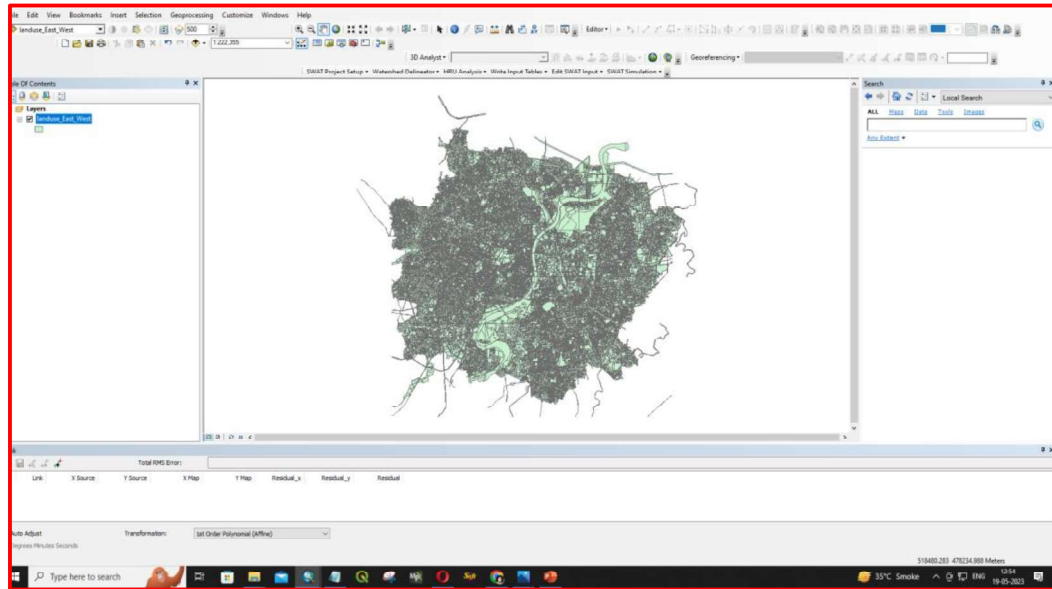 File Edit View Bookmarks Insert Selection Geoprocessing Customize Windows Help
landuse_East_West 500 Editor
1:222,355
3D Analyst Georeferencing
SWAT Project Setup Watershed Delineator HRU Analysis Write Input Tables Edit SWAT Input SWAT Simulation
ble Of Contents
Layers
landuse_East_West
Search
Local Search
ALL Maps Data Tools Images
Any Extent
Total RMS Error:
Link X Source Y Source X Map Y Map Residual_x Residual_y Residual
Auto Adjust Transformation: 1st Order Polynomial (Affine)
Degrees Minutes Seconds
518480.283 478234.988 Meters
Type here to search
35°C Smoke ENG 12:54
19-05-2023